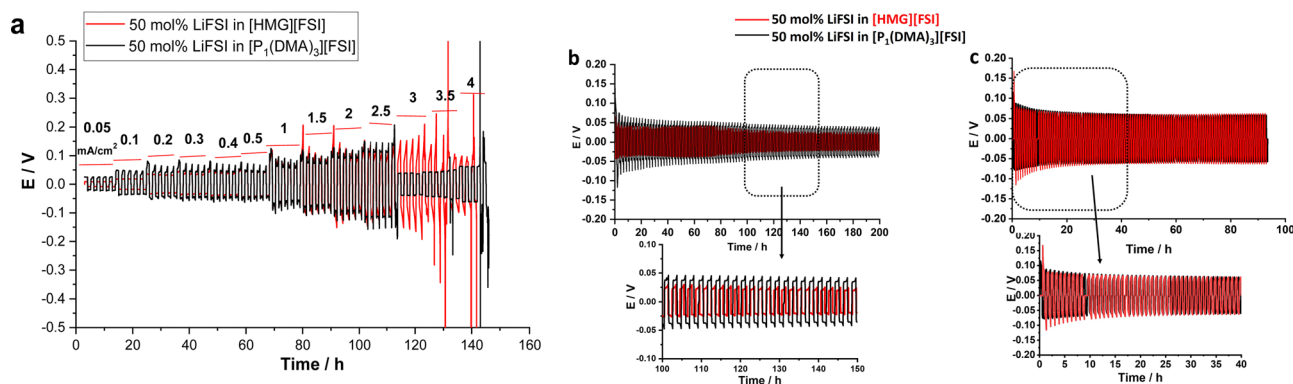 a
50 mol% LiFSI in [HMG][FSI]
50 mol% LiFSI in [P₁(DMA)₃][FSI]
E / V
0.5
0.4
0.3
0.2
0.1
0.0
-0.1
-0.2
-0.3
-0.4
-0.5
0.05
mA/cm²
0.1
0.2
0.3
0.4
0.5
1
1.5
2
2.5
3
3.5
4
0 20 40 60 80 100 120 140 160
Time / h
50 mol% LiFSI in [HMG][FSI]
50 mol% LiFSI in [P₁(DMA)₃][FSI]
b
E / V
0.20
0.15
0.10
0.05
0.00
-0.05
-0.10
-0.15
-0.20
0 20 40 60 80 100 120 140 160 180 200
Time / h
E / V
0.10
0.05
0.00
-0.05
-0.10
100 110 120 130 140 150
Time / h
c
E / V
0.20
0.15
0.10
0.05
0.00
-0.05
-0.10
-0.15
-0.20
0 20 40 60 80 100
Time / h
E / V
0.20
0.15
0.10
0.05
0.00
-0.05
-0.10
-0.15
-0.20
0 5 10 15 20 25 30 35 40
Time / h